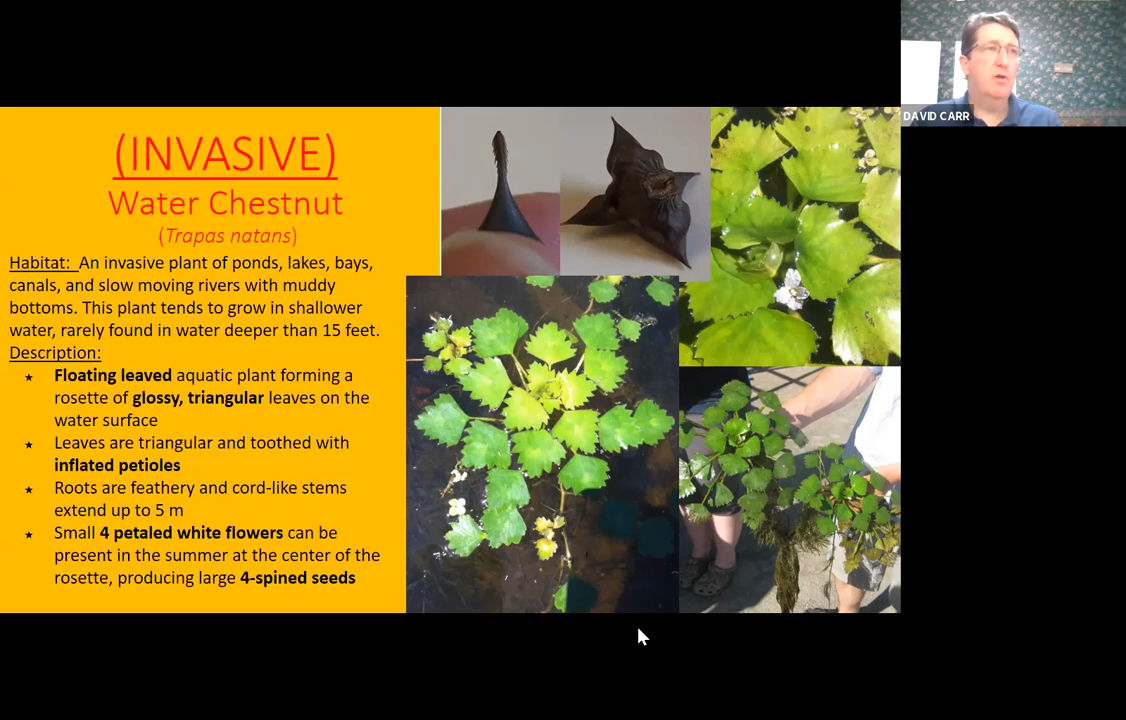 (INVASIVE)
Water Chestnut
(Trapas natans)
Habitat: An invasive plant of ponds, lakes, bays,
canals, and slow moving rivers with muddy
bottoms. This plant tends to grow in shallower
water, rarely found in water deeper than 15 feet.
Description:
★ Floating leaved aquatic plant forming a
rosette of glossy, triangular leaves on the
water surface
★ Leaves are triangular and toothed with
inflated petioles
★ Roots are feathery and cord-like stems
extend up to 5 m
★ Small 4 petaled white flowers can be
present in the summer at the center of the
rosette, producing large 4-spined seeds
DAVID CARR